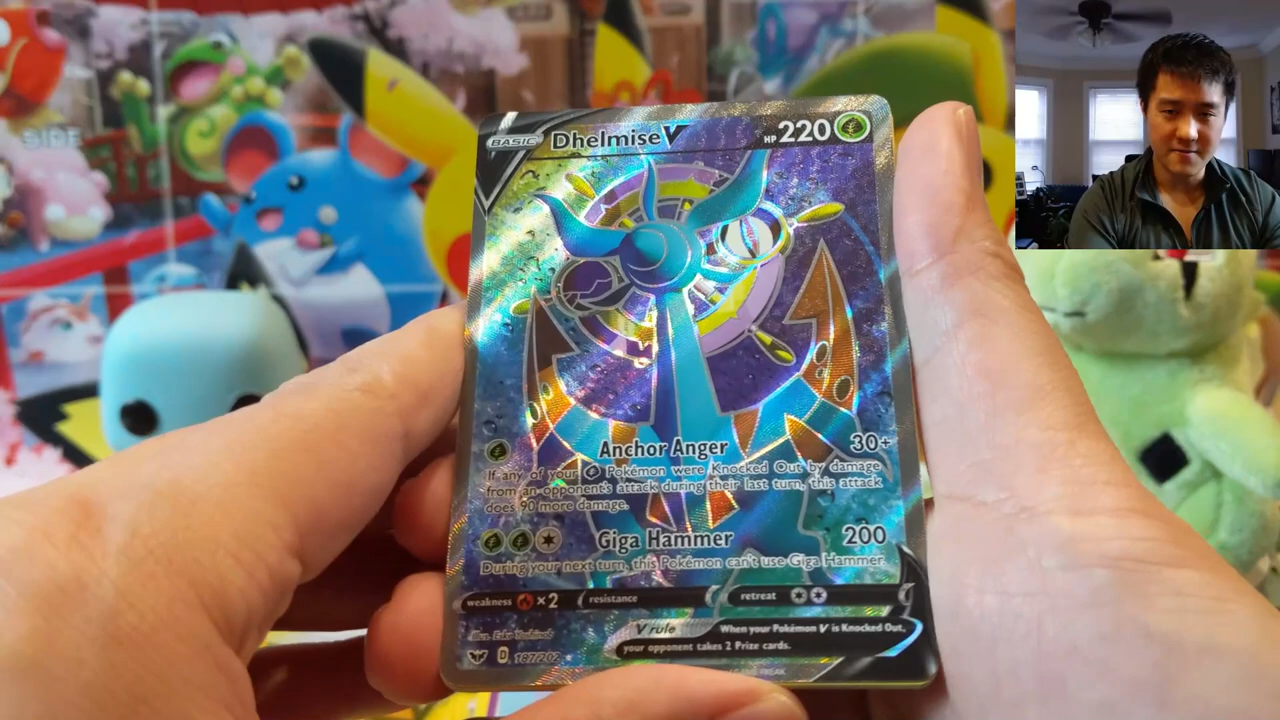 SIDE
BASIC Dhelmise V HP 220
Anchor Anger 30+
If any of your Pokémon were Knocked Out by damage
from an opponent's attack during their last turn, this attack
does 90 more damage.
Giga Hammer 200
During your next turn, this Pokémon can't use Giga Hammer.
weakness ×2 resistance retreat
V rule When your Pokémon V is Knocked Out,
your opponent takes 2 Prize cards.
Illus.
D 187/202
FREAK